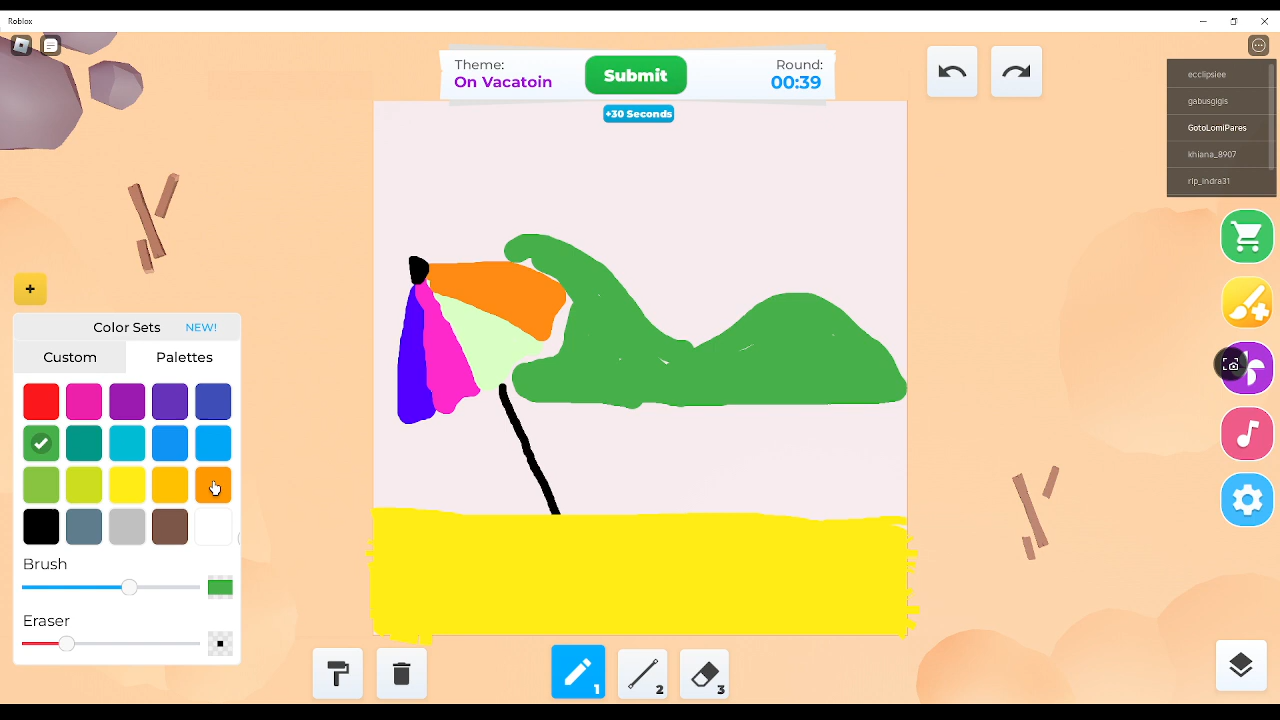 Roblox
Theme:
On Vacatoin
Submit
Round:
00:39
+30 Seconds
ecclipsiee
gabusgigis
GotoLomiPares
khiana_8907
rip_indra31
+
Color Sets NEW!
Custom Palettes
Brush
Eraser
1
2
3